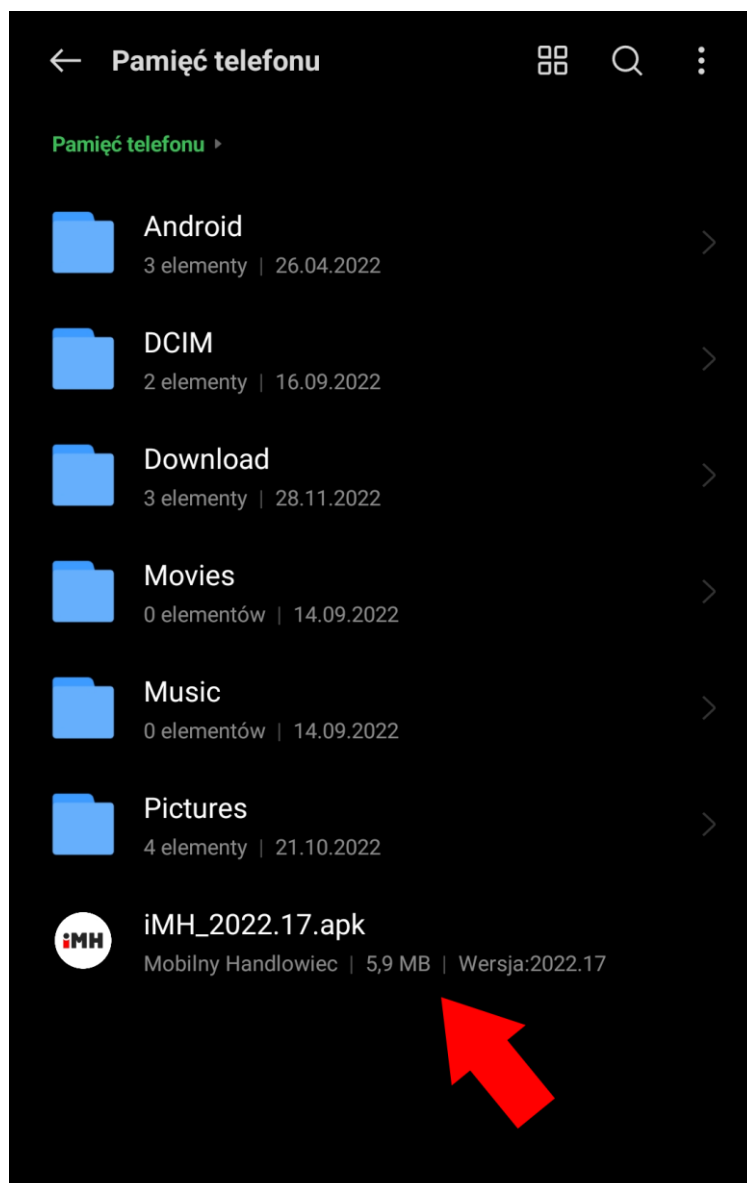 Pamięć telefonu
Pamięć telefonu
Android
3 elementy | 26.04.2022
DCIM
2 elementy | 16.09.2022
Download
3 elementy | 28.11.2022
Movies
0 elementów | 14.09.2022
Music
0 elementów | 14.09.2022
Pictures
4 elementy | 21.10.2022
iMH
iMH_2022.17.apk
Mobilny Handlowiec | 5,9 MB | Wersja:2022.17